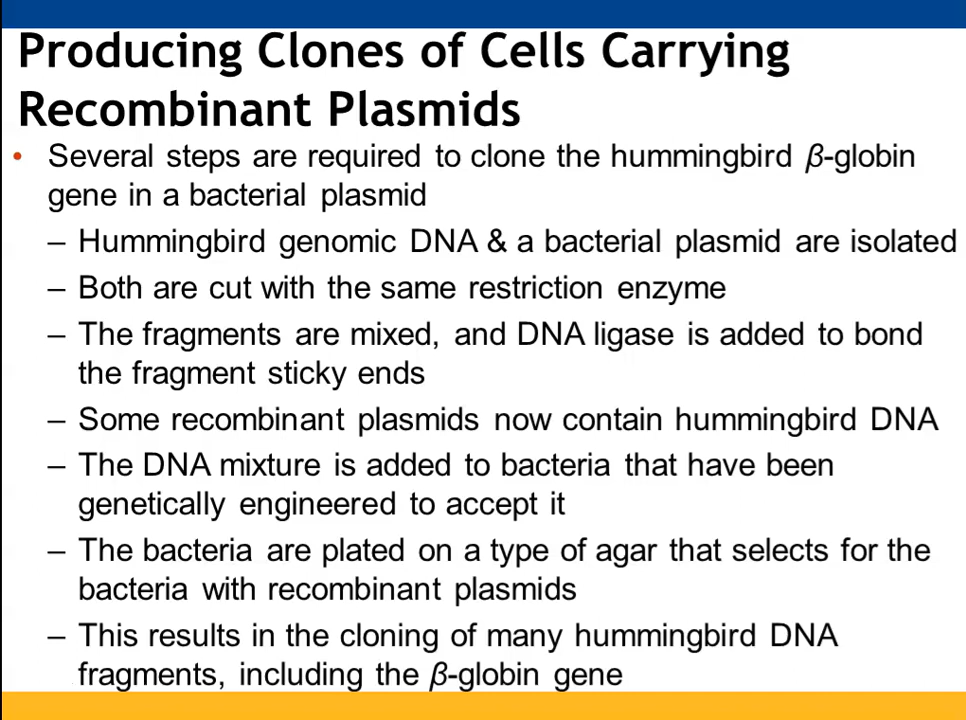 Producing Clones of Cells Carrying
Recombinant Plasmids
• Several steps are required to clone the hummingbird β-globin
gene in a bacterial plasmid
– Hummingbird genomic DNA & a bacterial plasmid are isolated
– Both are cut with the same restriction enzyme
– The fragments are mixed, and DNA ligase is added to bond
the fragment sticky ends
– Some recombinant plasmids now contain hummingbird DNA
– The DNA mixture is added to bacteria that have been
genetically engineered to accept it
– The bacteria are plated on a type of agar that selects for the
bacteria with recombinant plasmids
– This results in the cloning of many hummingbird DNA
fragments, including the β-globin gene